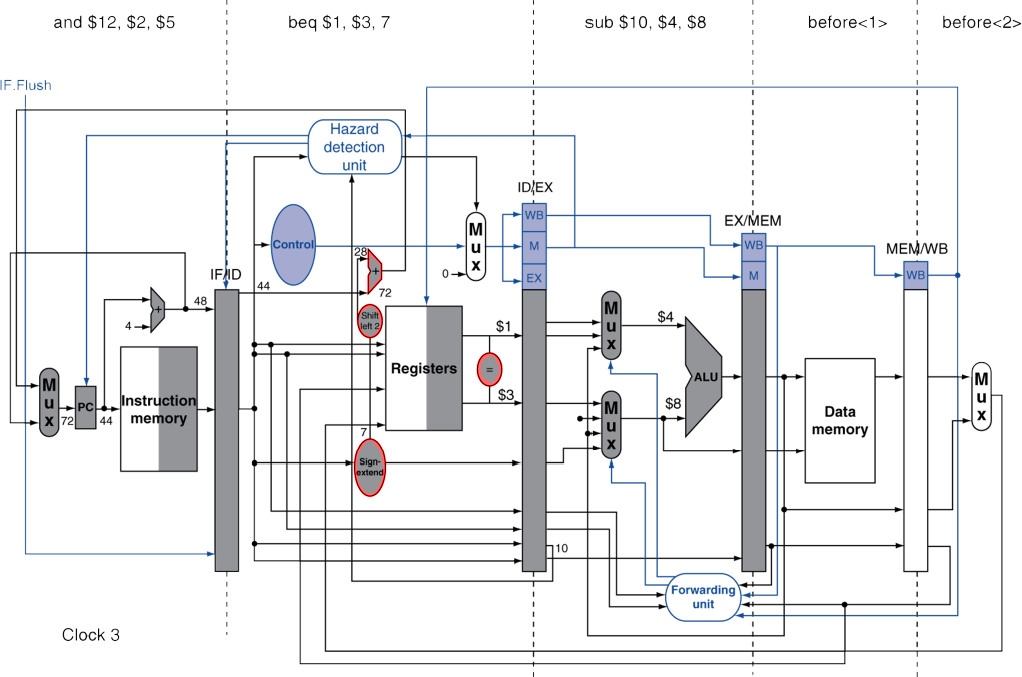 and $12, $2, $5
beq $1, $3, 7
sub $10, $4, $8
before<1>
before<2>
IF.Flush
Hazard
detection
unit
ID/EX
WB
M
EX
Mux
0
Control
EX/MEM
WB
M
MEM/WB
WB
IF/ID
28
+
72
44
48
+
4
Shift
left 2
$1
=
$3
Registers
Mux
$4
ALU
Mux
$8
Mux
72
PC
44
Instruction
memory
Data
memory
Mux
7
Sign-
extend
10
Forwarding
unit
Clock 3